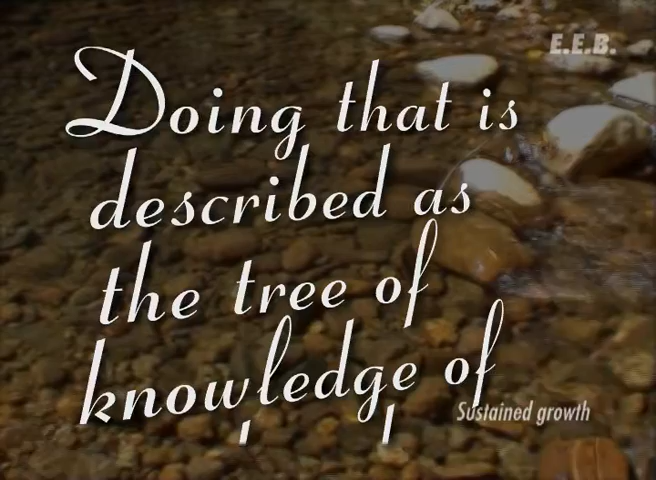 E.E.B.
Doing that is
described as
the tree of
knowledge of
Sustained growth